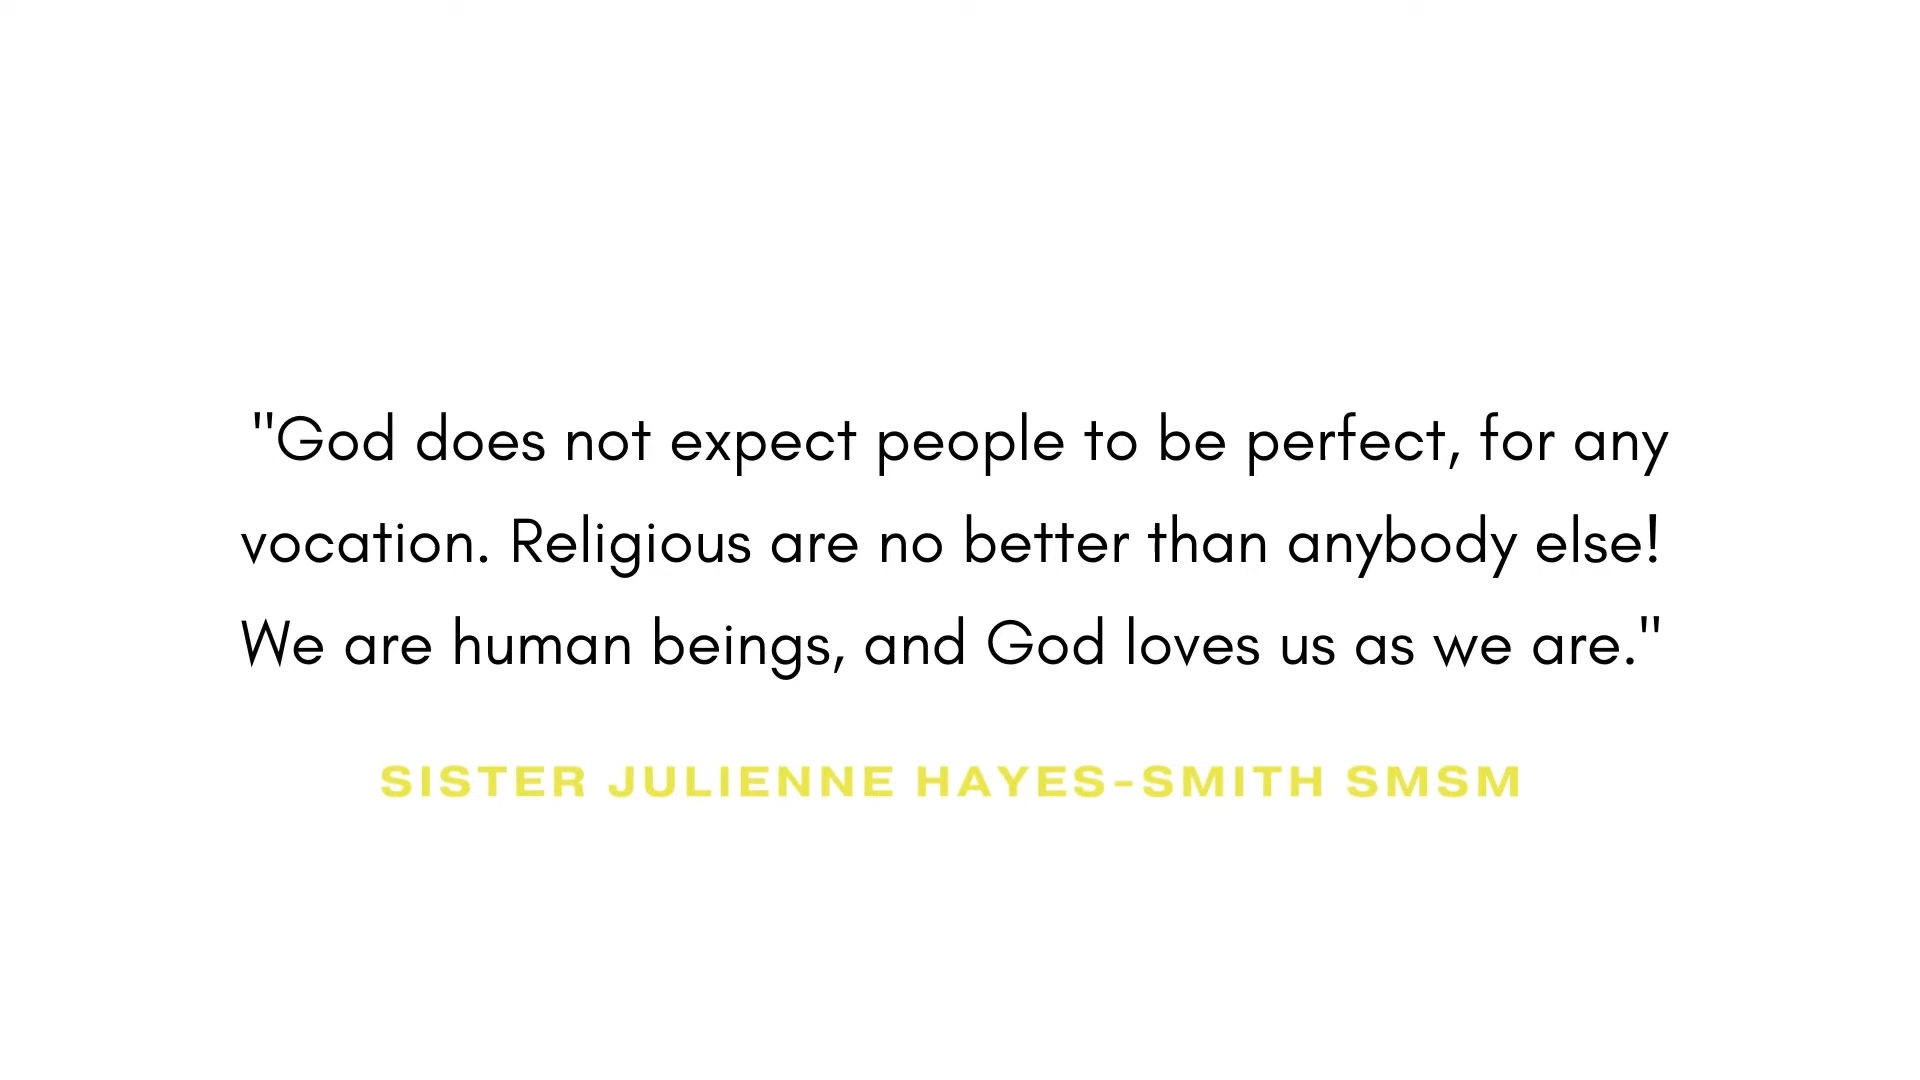 "God does not expect people to be perfect, for any
vocation. Religious are no better than anybody else!
We are human beings, and God loves us as we are."
SISTER JULIENNE HAYES-SMITH SMSM